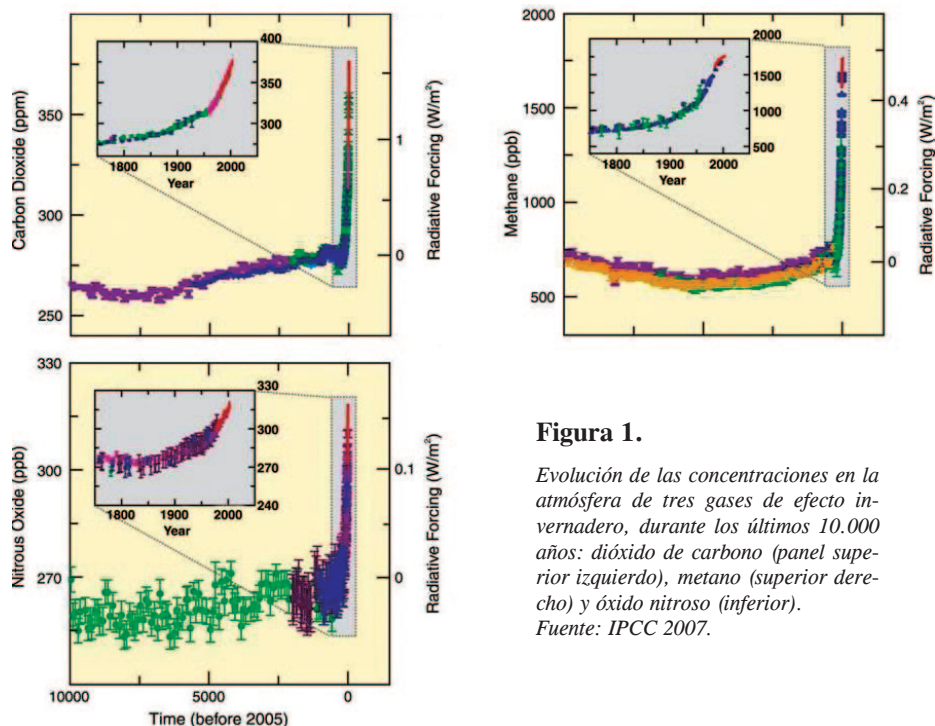 Carbon Dioxide (ppm)
350
300
250
400
350
300
1800
1900
2000
Year
1
0
Radiative Forcing (W/m²)
Methane (ppb)
2000
1500
1000
500
2000
1500
1000
500
1800
1900
2000
Year
0.4
0.2
0
Radiative Forcing (W/m²)
Nitrous Oxide (ppb)
330
300
270
330
300
270
240
1800
1900
2000
Year
0.1
0
Radiative Forcing (W/m²)
10000
5000
0
Time (before 2005)
Figura 1.
Evolución de las concentraciones en la
atmósfera de tres gases de efecto in-
vernadero, durante los últimos 10.000
años: dióxido de carbono (panel supe-
rior izquierdo), metano (superior dere-
cho) y óxido nitroso (inferior).
Fuente: IPCC 2007.